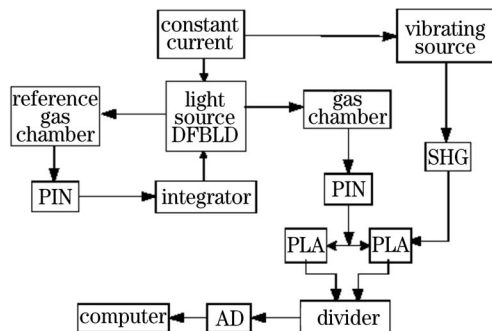 constant
current
vibrating
source
reference
gas
chamber
light
source
DFBLD
gas
chamber
SHG
PIN
integrator
PIN
PLA
PLA
computer
AD
divider